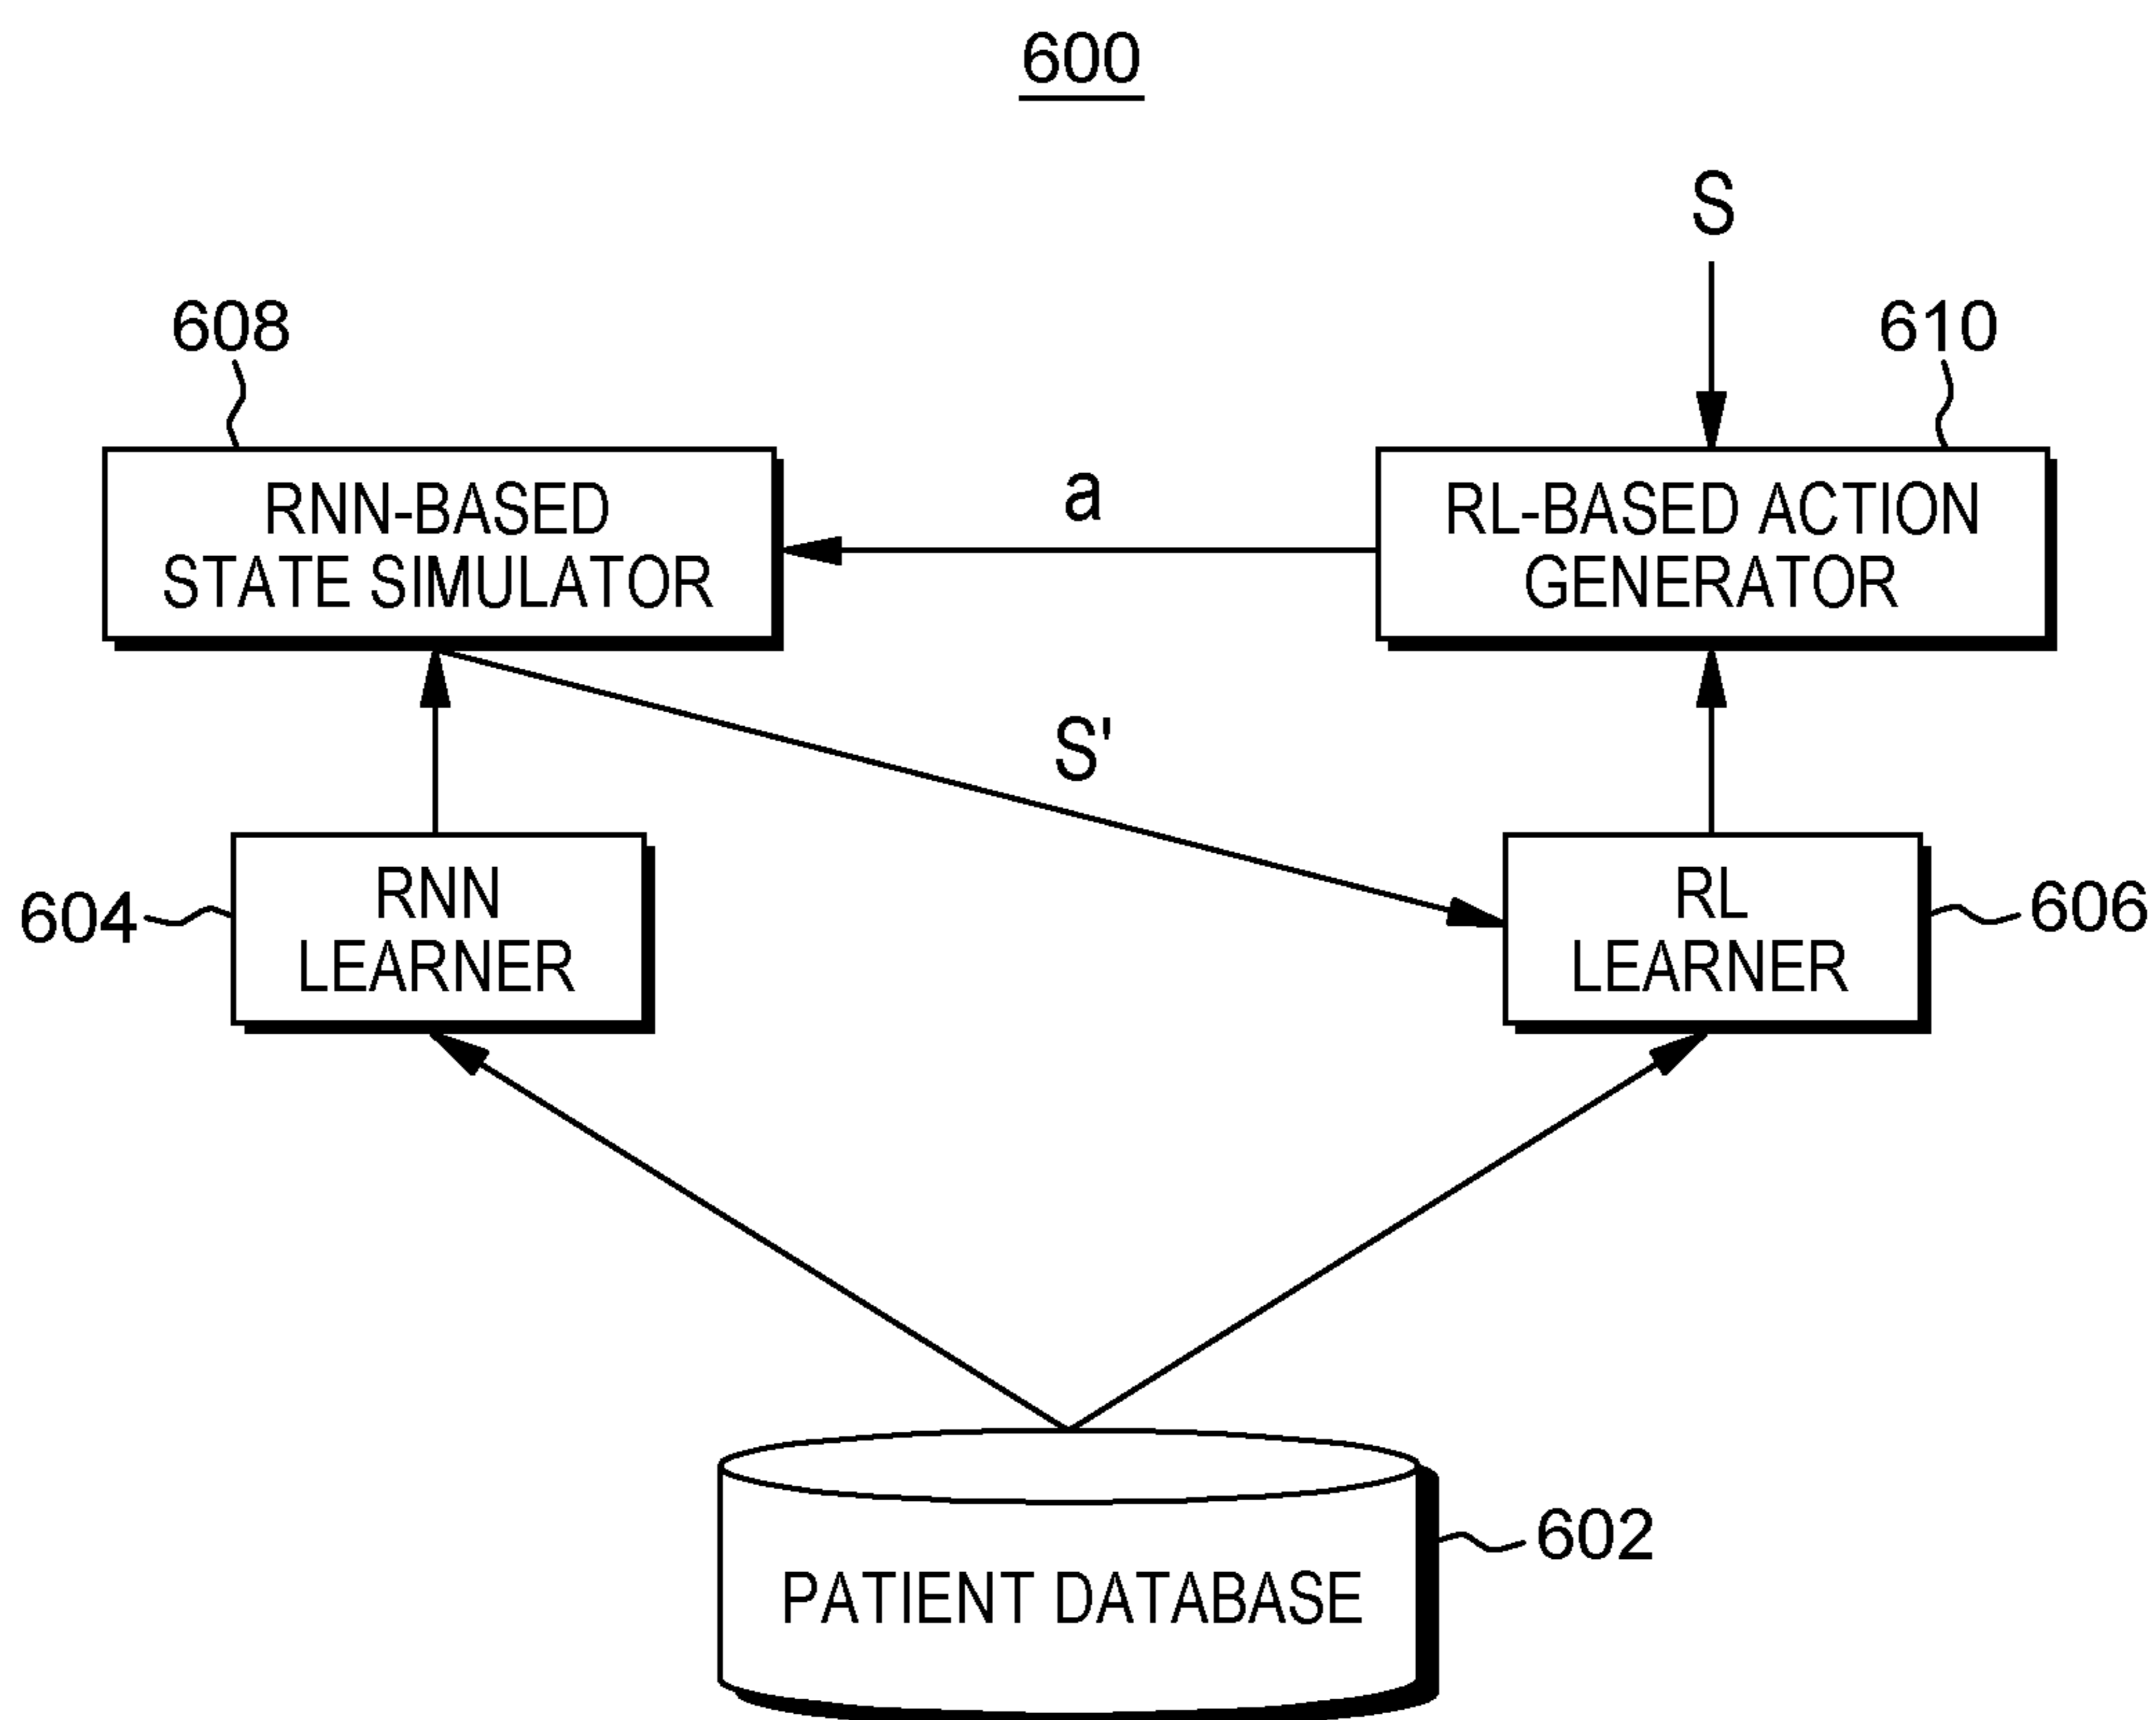 600
S
608
610
RNN-BASED
STATE SIMULATOR
a
RL-BASED ACTION
GENERATOR
S'
604
RNN
LEARNER
RL
LEARNER
606
602
PATIENT DATABASE